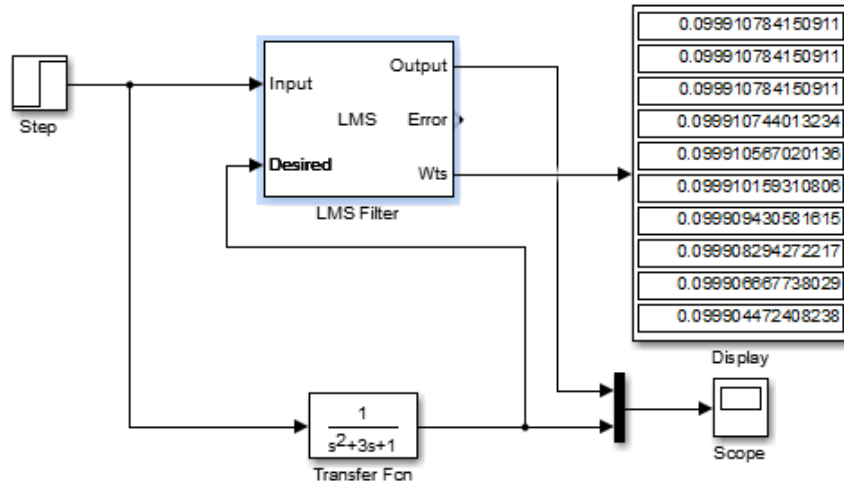 Step
Input
Output
LMS
Error
Desired
Wts
LMS Filter
0.099910784150911
0.099910784150911
0.099910784150911
0.099910744013234
0.099910567020136
0.099910159310806
0.099909430581615
0.099908294272217
0.099906667738029
0.099904472408238
Display
1
s2+3s+1
Transfer Fcn
Scope